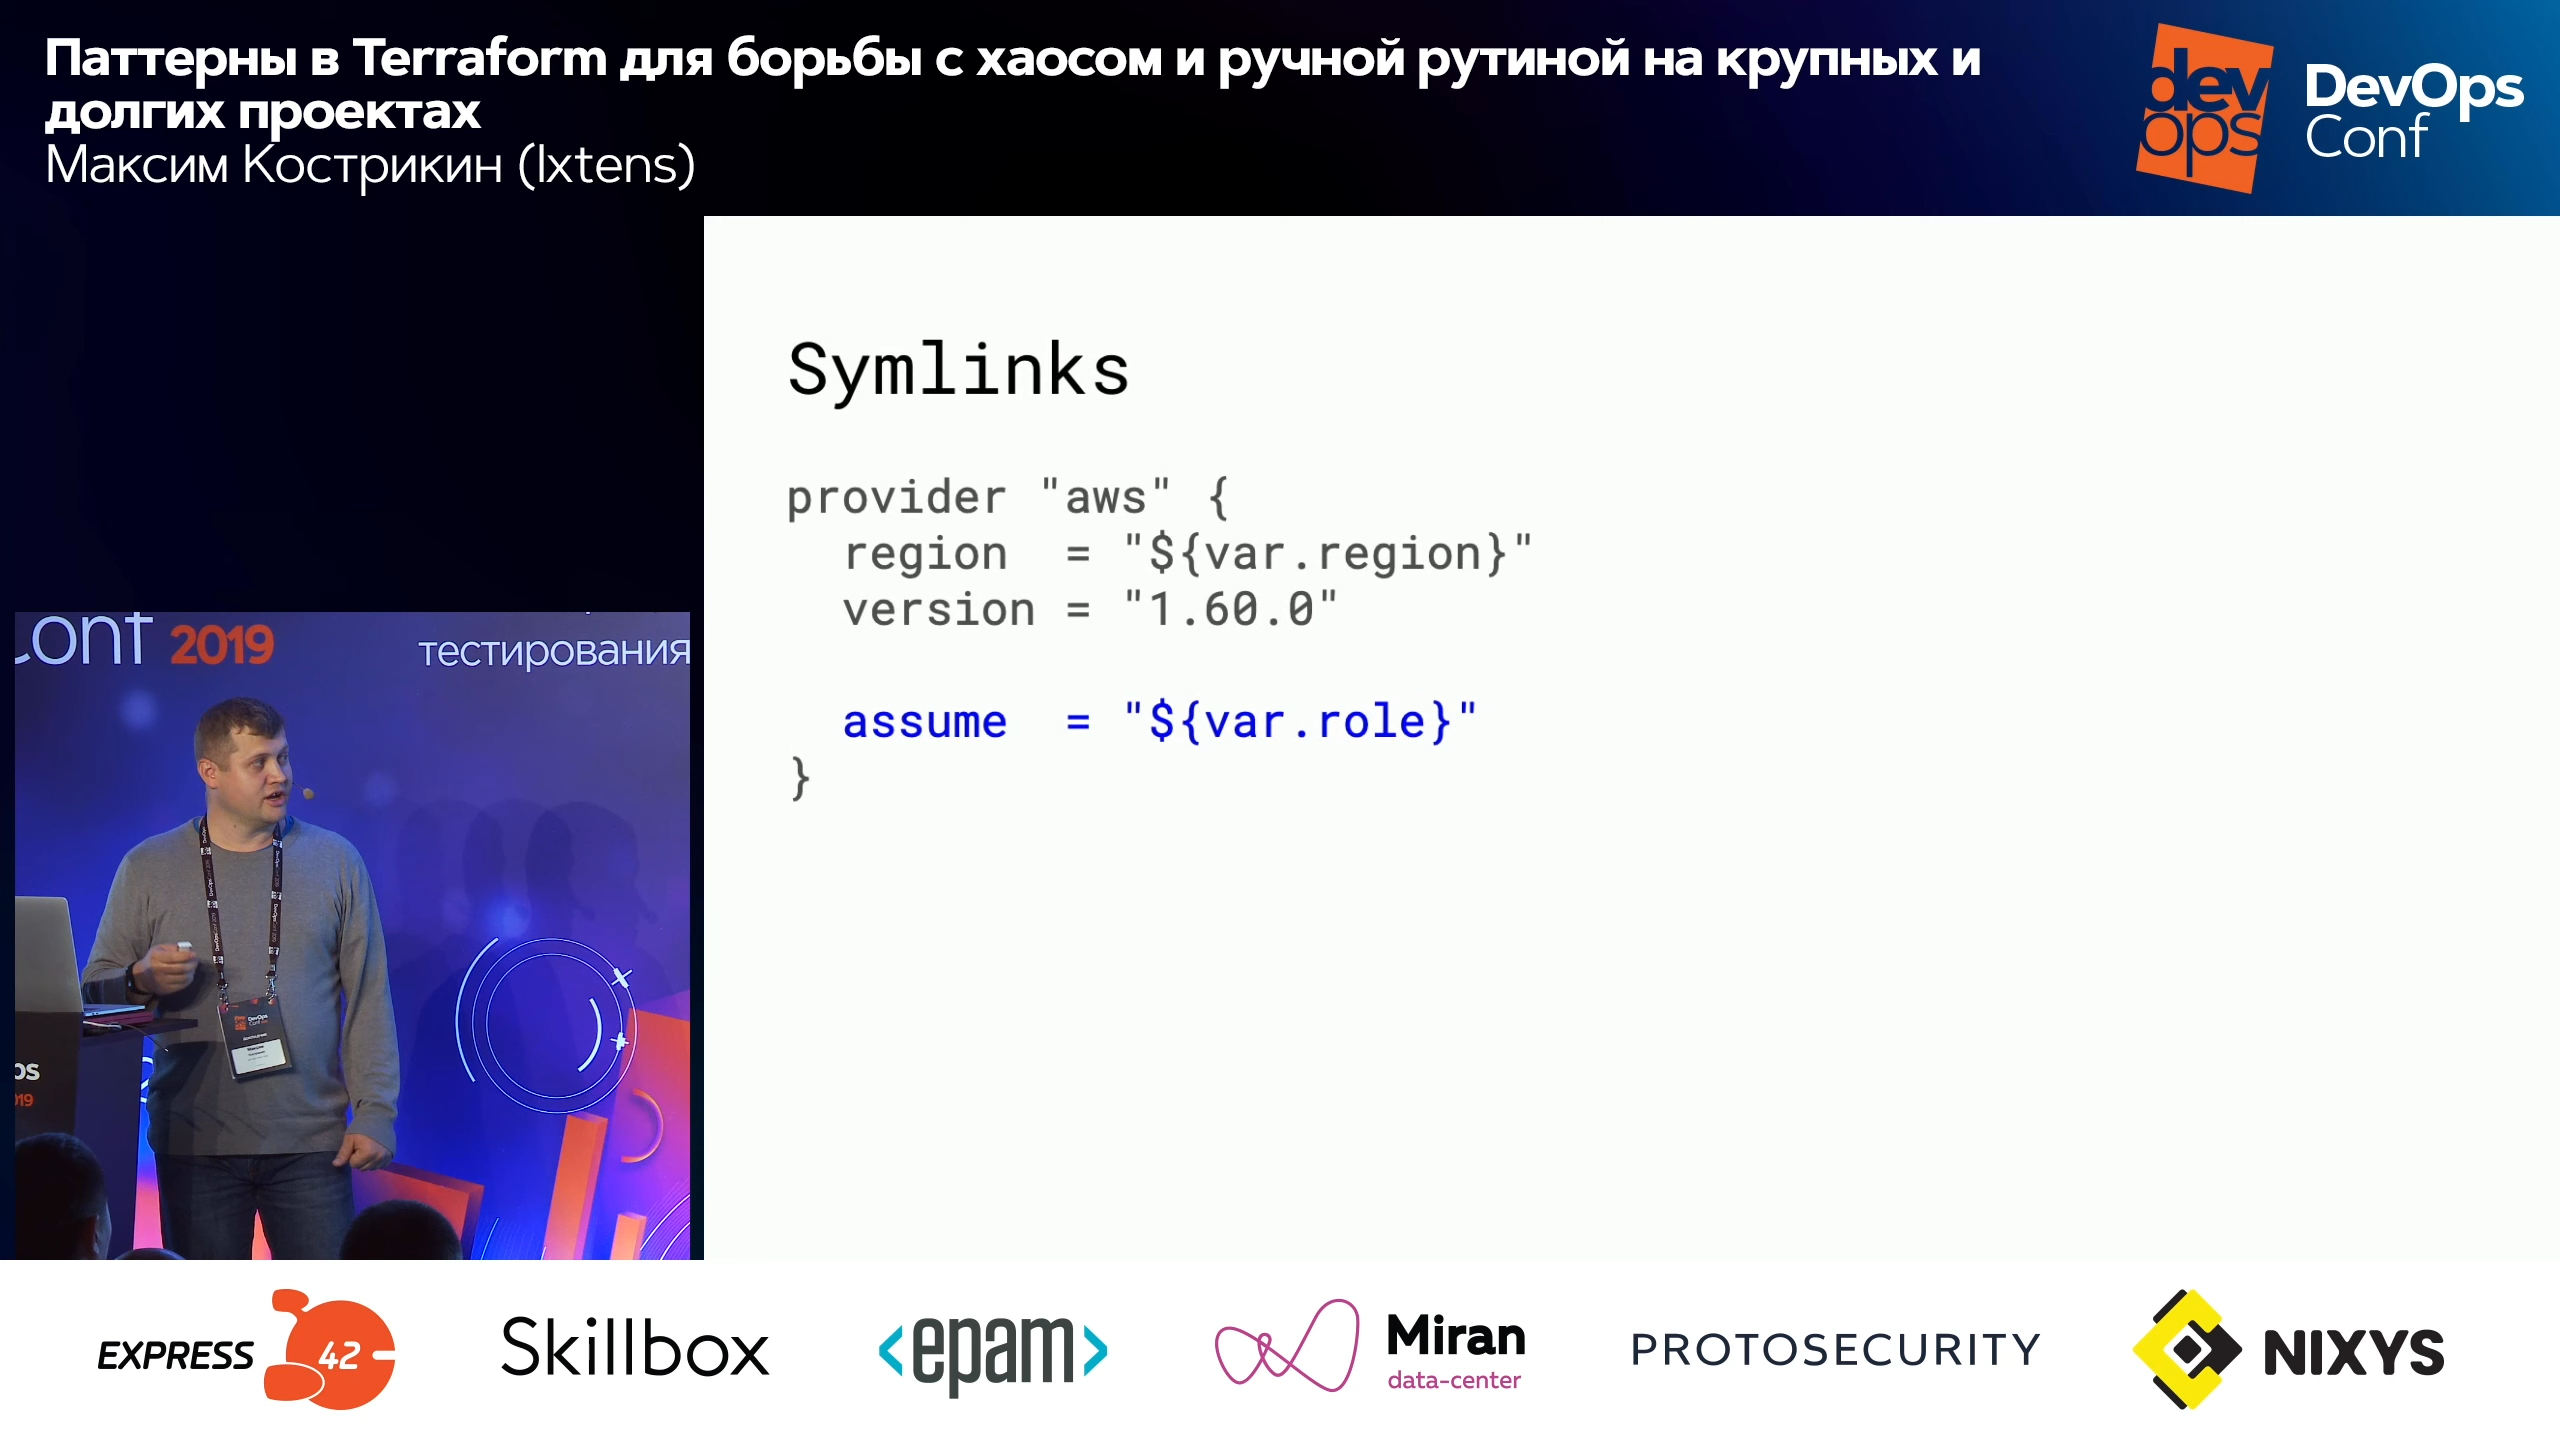 Паттерны в Terraform для борьбы с хаосом и ручной рутиной на крупных и
долгих проектах
Максим Кострикин (Ixtens)
dev
ops
DevOps
Conf
Symlinks
provider "aws" {
region = "${var.region}"
version = "1.60.0"
assume = "${var.role}"
}
Conf 2019
тестирования
EXPRESS 42
Skillbox
<epam>
Miran
data-center
PROTOSECURITY
NIXYS